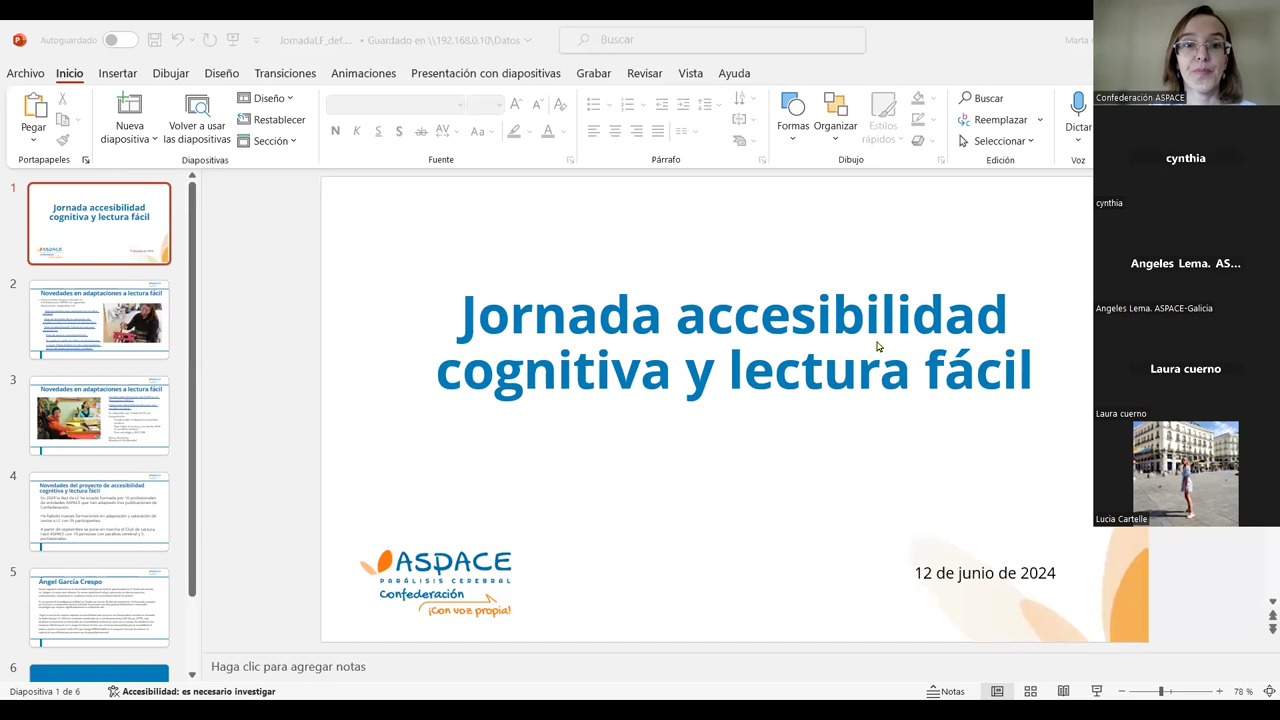 Autoguardado
JornadaLF_def... • Guardado en \\192.168.0.10\Datos
Buscar
Marta
Archivo Inicio Insertar Dibujar Diseño Transiciones Animaciones Presentación con diapositivas Grabar Revisar Vista Ayuda
Pegar
Portapapeles
Nueva diapositiva
Volver a usar las diapositivas
Diseño
Restablecer
Sección
Diapositivas
Fuente
Párrafo
Formas
Organizar
Estilos rápidos
Dibujo
Buscar
Reemplazar
Seleccionar
Edición
Dictar
Voz
Confederación ASPACE
cynthia
cynthia
Angeles Lema. AS...
Angeles Lema. ASPACE-Galicia
Laura cuerno
Laura cuerno
Lucia Cartelle
1
Jornada accesibilidad
cognitiva y lectura fácil
2
Novedades en adaptaciones a lectura fácil
3
Novedades en adaptaciones a lectura fácil
4
Novedades del proyecto de accesibilidad
cognitiva y lectura fácil
5
Ángel García Crespo
6
Jornada accesibilidad
cognitiva y lectura fácil
ASPACE
PARÁLISIS CEREBRAL
Confederación
¡Con voz propia!
12 de junio de 2024
Haga clic para agregar notas
Diapositiva 1 de 6
Accesibilidad: es necesario investigar
Notas
78 %